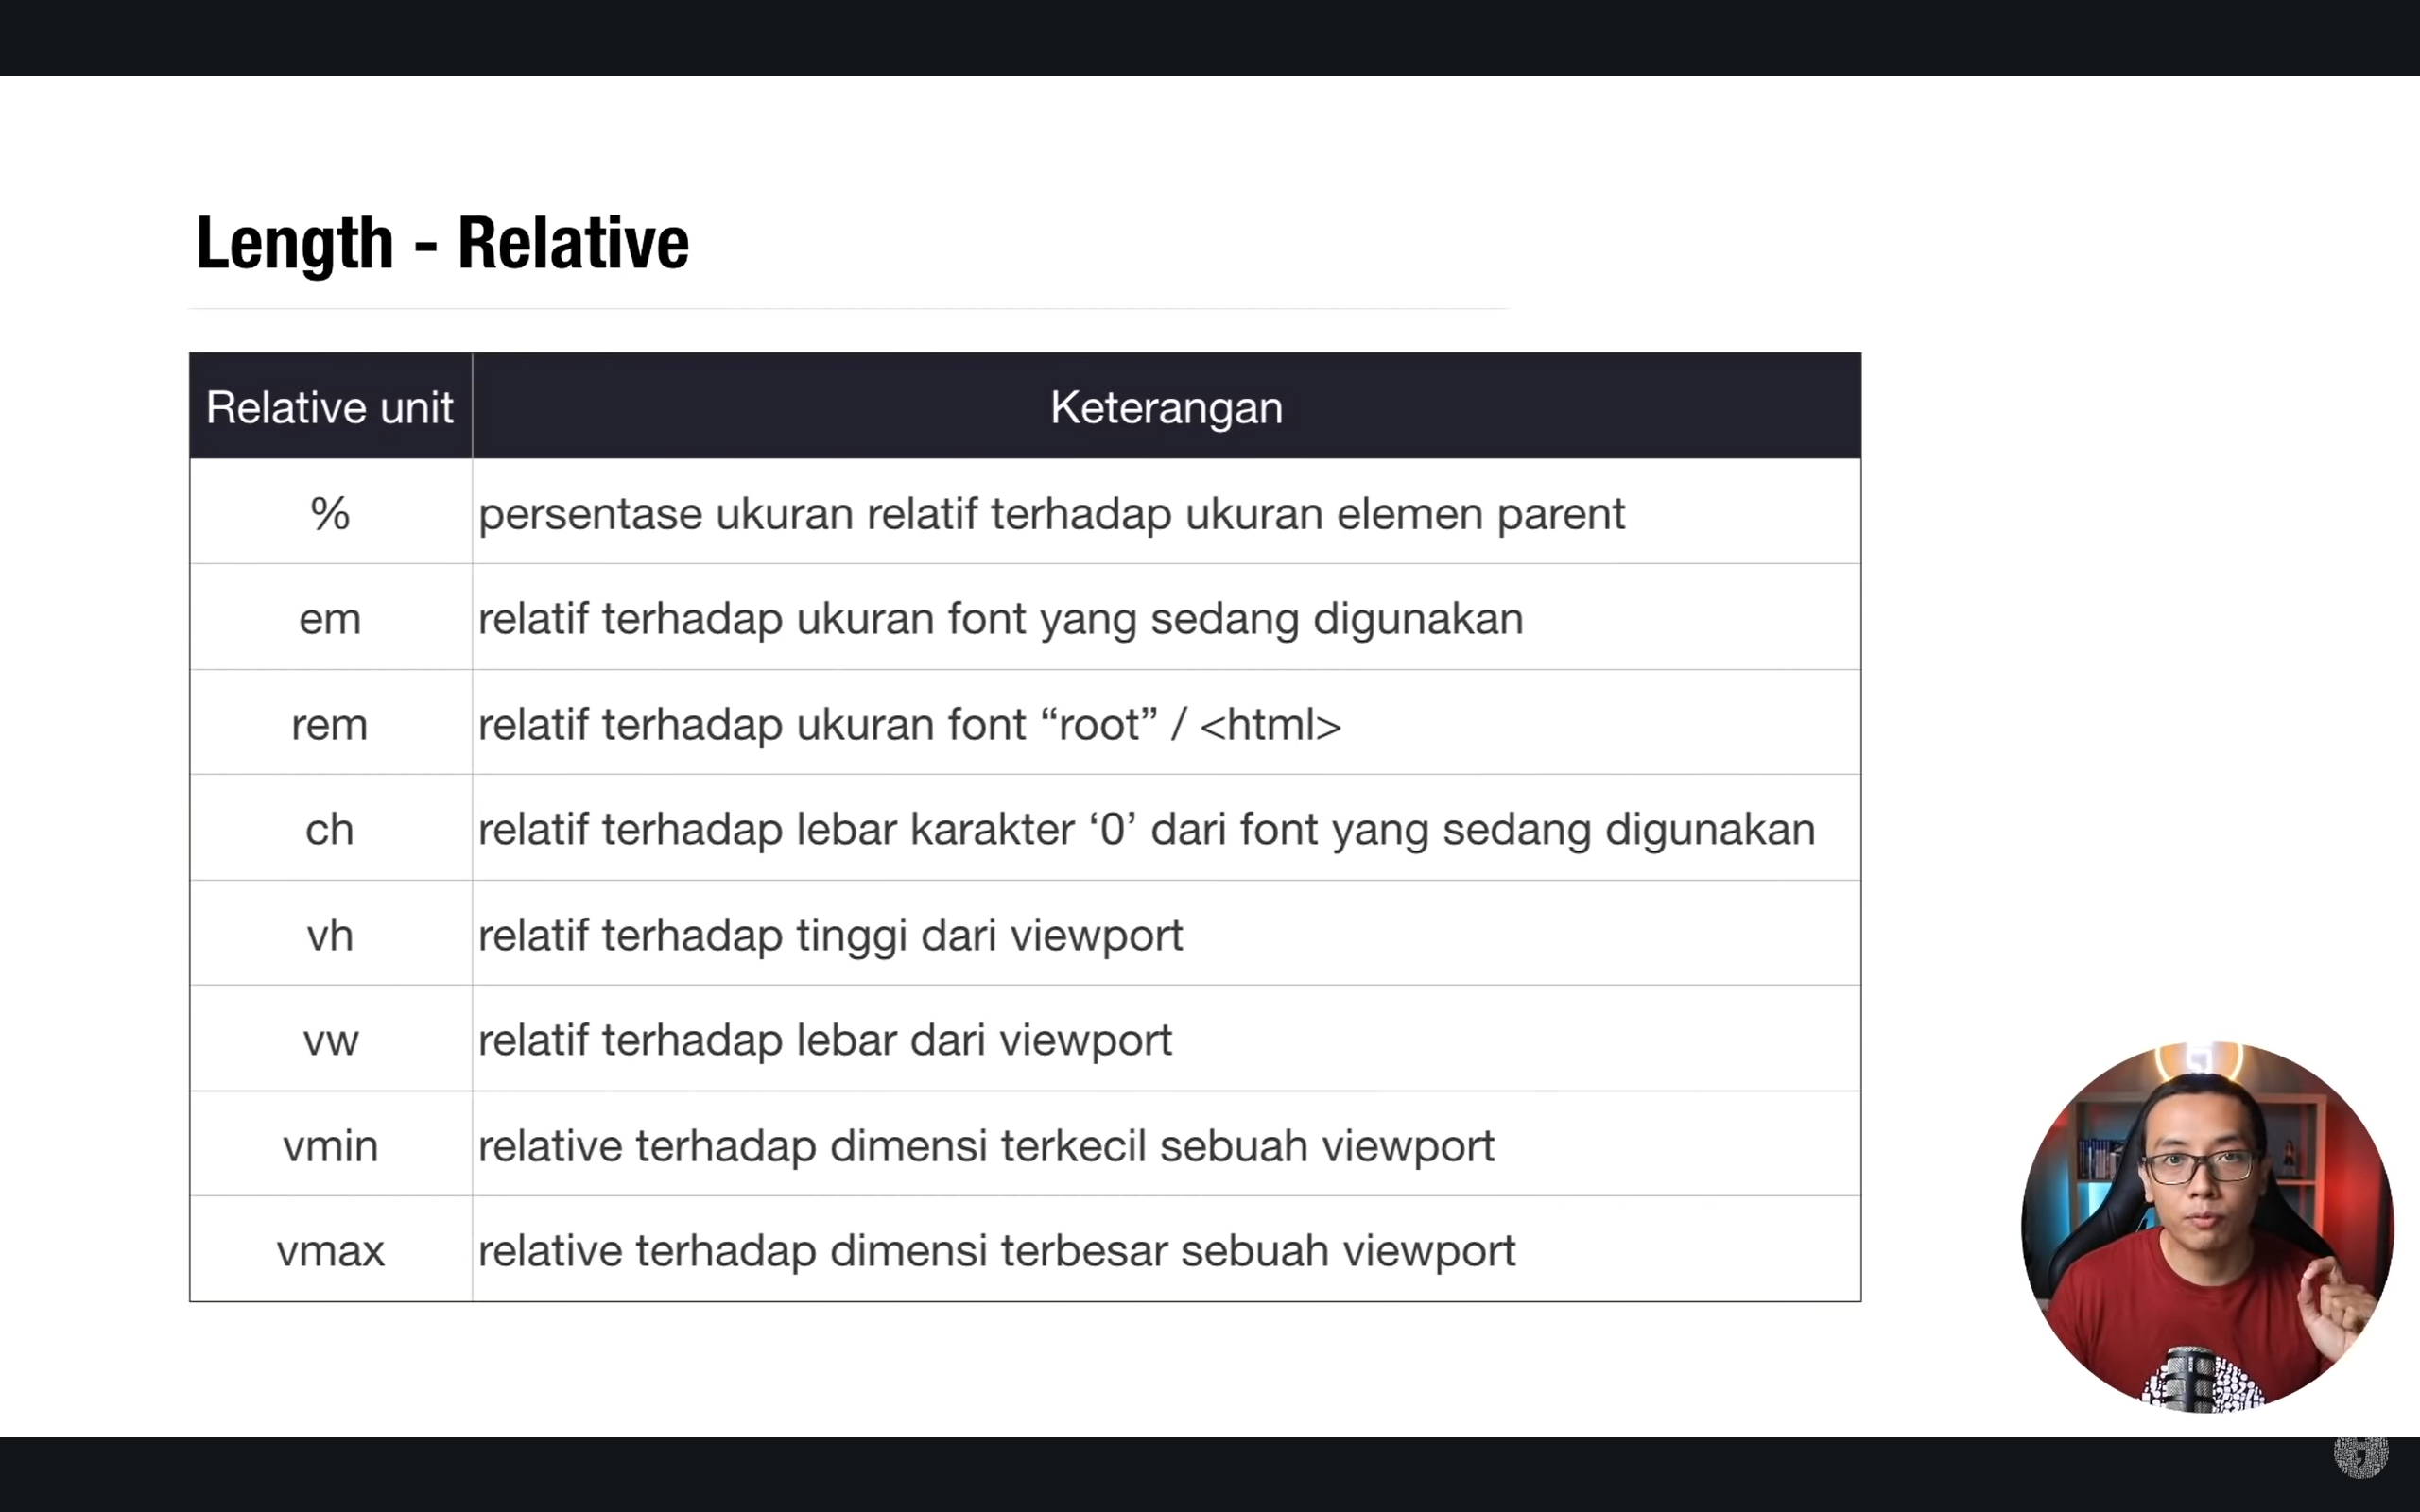 Length - Relative
Relative unit Keterangan
% persentase ukuran relatif terhadap ukuran elemen parent
em relatif terhadap ukuran font yang sedang digunakan
rem relatif terhadap ukuran font “root” / <html>
ch relatif terhadap lebar karakter ‘0’ dari font yang sedang digunakan
vh relatif terhadap tinggi dari viewport
vw relatif terhadap lebar dari viewport
vmin relative terhadap dimensi terkecil sebuah viewport
vmax relative terhadap dimensi terbesar sebuah viewport